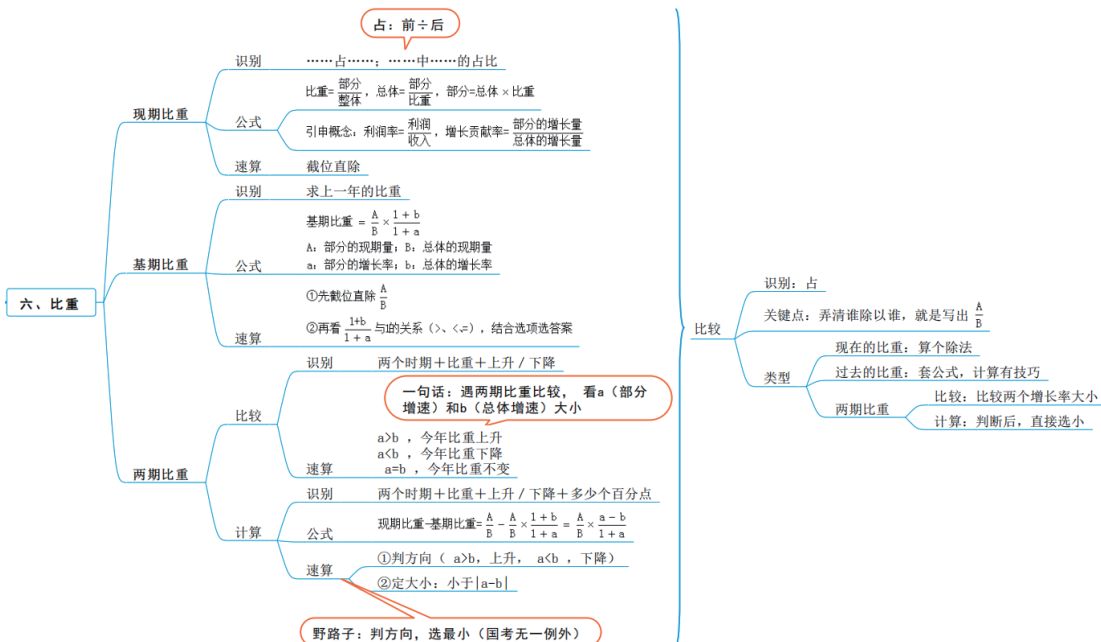 六、比重
占：前÷后
现期比重
识别
……占……；……中……的占比
公式
比重=部分/整体，总体=部分/比重，部分=总体×比重
引申概念：利润率=利润/收入，增长贡献率=部分的增长量/总体的增长量
速算
截位直除
基期比重
识别
求上一年的比重
公式
基期比重 = A/B × (1+b)/(1+a)
A：部分的现期量；B：总体的现期量
a：部分的增长率；b：总体的增长率
速算
①先截位直除 A/B
②再看 (1+b)/(1+a) 与1的关系（>、<、=），结合选项选答案
两期比重
比较
识别
两个时期＋比重＋上升／下降
一句话：遇两期比重比较， 看a（部分
增速）和b（总体增速）大小
速算
a>b ，今年比重上升
a<b ，今年比重下降
a=b ，今年比重不变
计算
识别
两个时期＋比重＋上升／下降＋多少个百分点
公式
现期比重-基期比重=A/B - A/B × (1+b)/(1+a) = A/B × (a-b)/(1+a)
速算
①判方向（ a>b，上升， a<b ，下降）
②定大小：小于|a-b|
野路子：判方向，选最小（国考无一例外）
比较
识别：占
关键点：弄清谁除以谁，就是写出 A/B
类型
现在的比重：算个除法
过去的比重：套公式，计算有技巧
两期比重
比较：比较两个增长率大小
计算：判断后，直接选小